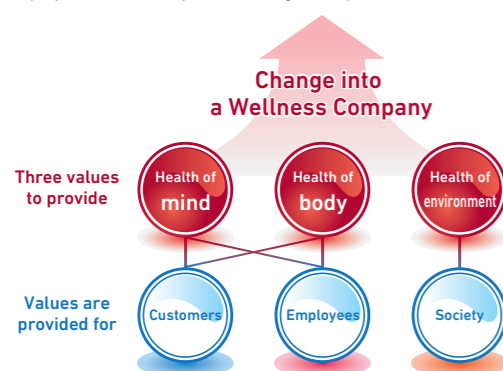 Change into
a Wellness Company
Three values
to provide
Health of
mind
Health of
body
Health of
environment
Values are
provided for
Customers
Employees
Society